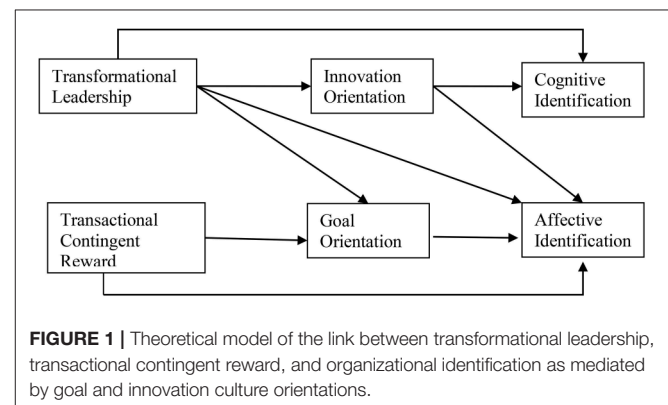 Transformational
Leadership
Innovation
Orientation
Cognitive
Identification
Transactional
Contingent
Reward
Goal
Orientation
Affective
Identification
FIGURE 1 | Theoretical model of the link between transformational leadership,
transactional contingent reward, and organizational identification as mediated
by goal and innovation culture orientations.